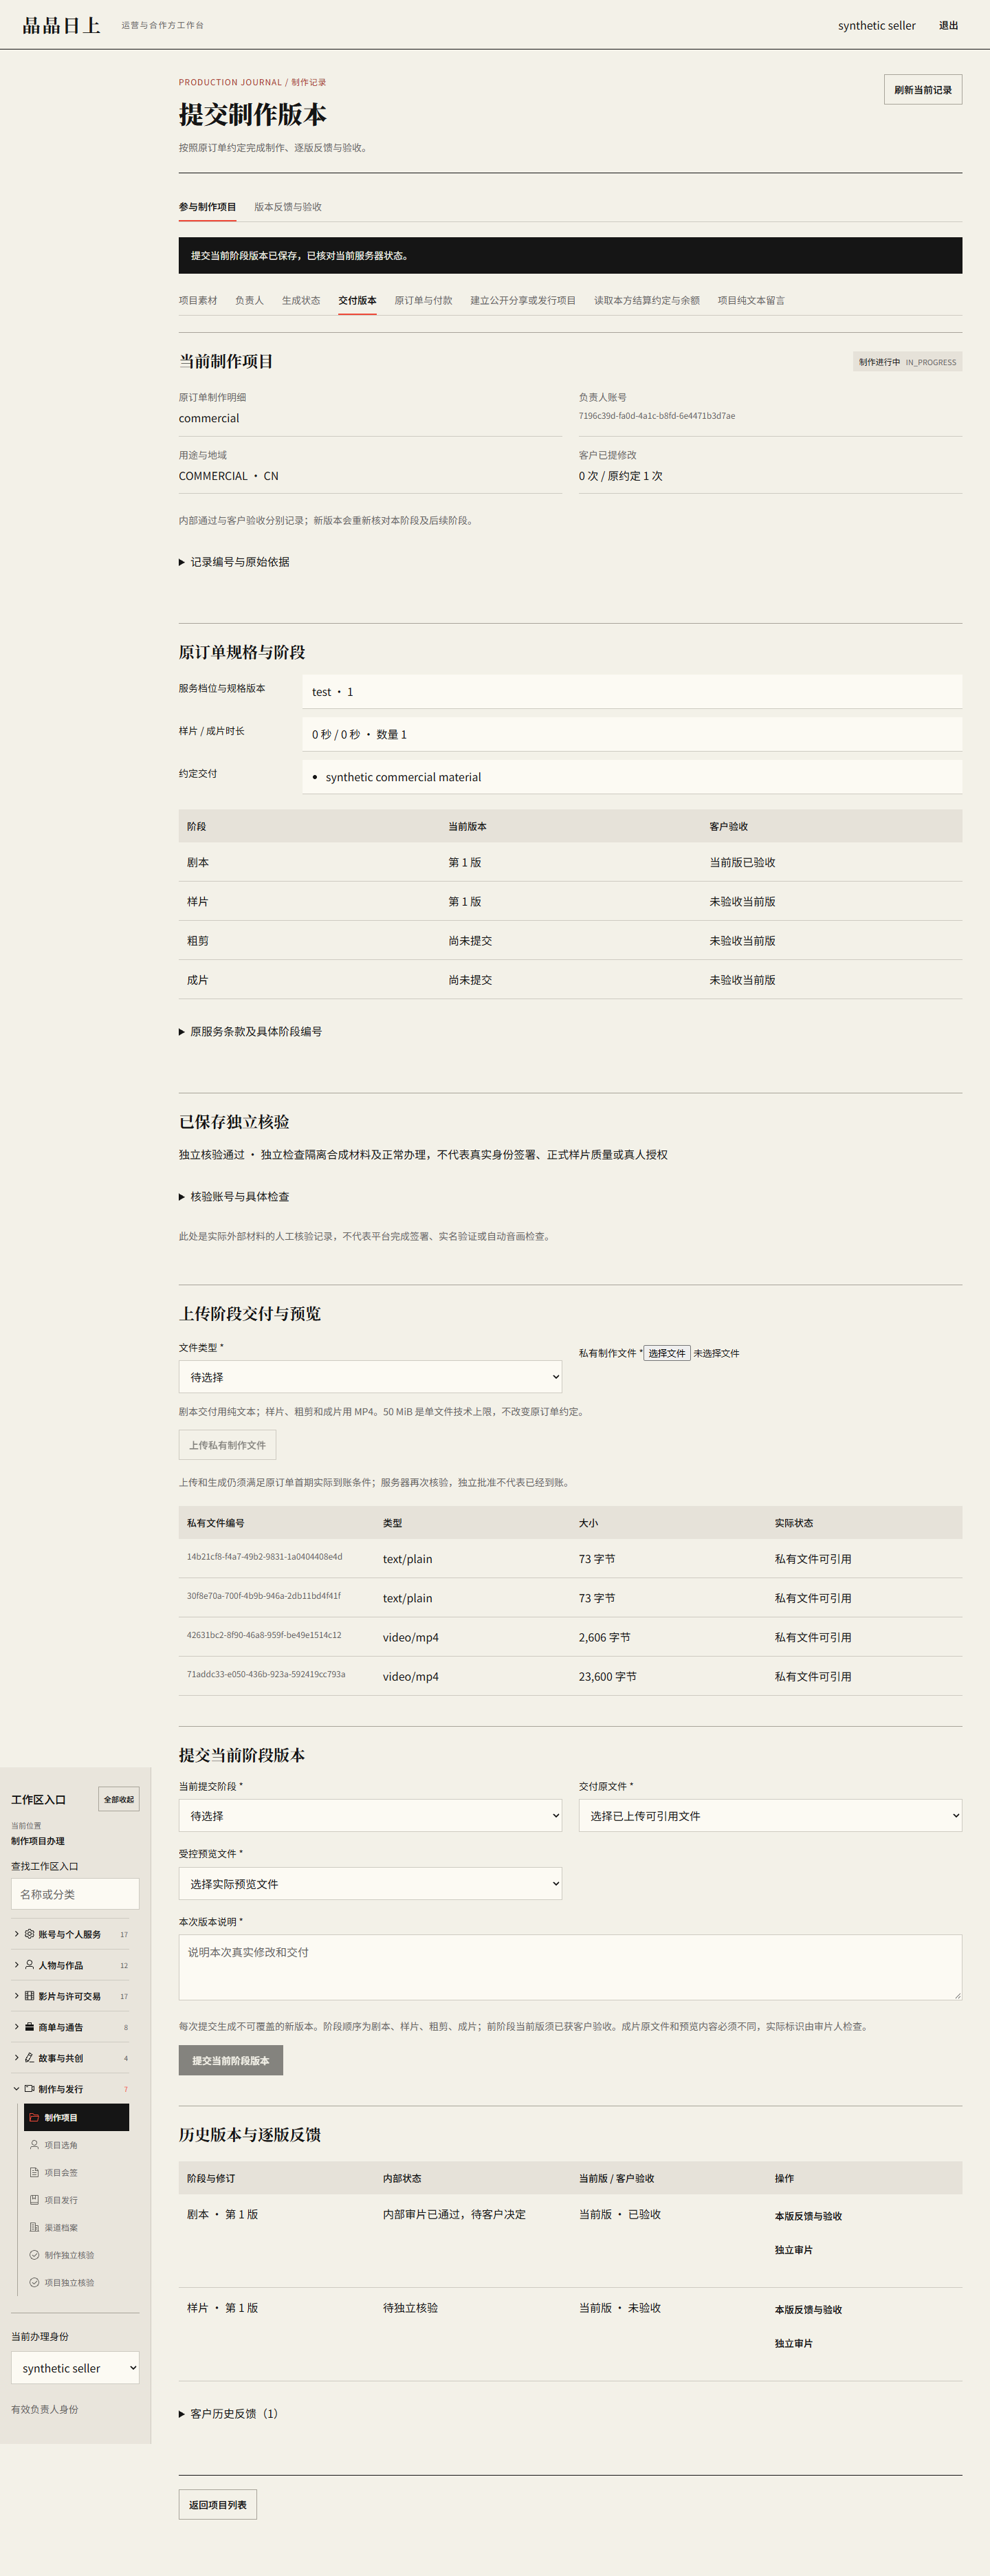 晶晶日上
运营与合作方工作台
synthetic seller
退出
PRODUCTION JOURNAL / 制作记录
提交制作版本
按照原订单约定完成制作、逐版反馈与验收。
刷新当前记录
参与制作项目
版本反馈与验收
提交当前阶段版本已保存，已核对当前服务器状态。
项目素材
负责人
生成状态
交付版本
原订单与付款
建立公开分享或发行项目
读取本方结算约定与余额
项目纯文本留言
当前制作项目
制作进行中 IN_PROGRESS
原订单制作明细
commercial
负责人账号
7196c39d-fa0d-4a1c-b8fd-6e4471b3d7ae
用途与地域
COMMERCIAL · CN
客户已提修改
0 次 / 原约定 1 次
内部通过与客户验收分别记录；新版本会重新核对本阶段及后续阶段。
记录编号与原始依据
原订单规格与阶段
服务档位与规格版本
test · 1
样片 / 成片时长
0 秒 / 0 秒 · 数量 1
约定交付
• synthetic commercial material
阶段 当前版本 客户验收
剧本 第 1 版 当前版已验收
样片 第 1 版 未验收当前版
粗剪 尚未提交 未验收当前版
成片 尚未提交 未验收当前版
原服务条款及具体阶段编号
已保存独立核验
独立核验通过 · 独立检查隔离合成材料及正常办理，不代表真实身份签署、正式样片质量或真人授权
核验账号与具体检查
此处是实际外部材料的人工核验记录，不代表平台完成签署、实名验证或自动音画检查。
上传阶段交付与预览
文件类型 *
待选择
私有制作文件 * 选择文件 未选择文件
剧本交付用纯文本；样片、粗剪和成片用 MP4。50 MiB 是单文件技术上限，不改变原订单约定。
上传私有制作文件
上传和生成仍须满足原订单首期实际到账条件；服务器再次核验，独立批准不代表已经到账。
私有文件编号 类型 大小 实际状态
14b21cf8-f4a7-49b2-9831-1a0404408e4d text/plain 73 字节 私有文件可引用
30f8e70a-700f-4b9b-946a-2db11bd4f41f text/plain 73 字节 私有文件可引用
42631bc2-8f90-46a8-959f-be49e1514c12 video/mp4 2,606 字节 私有文件可引用
71addc33-e050-436b-923a-592419cc793a video/mp4 23,600 字节 私有文件可引用
提交当前阶段版本
当前提交阶段 *
待选择
交付原文件 *
选择已上传可引用文件
受控预览文件 *
选择实际预览文件
本次版本说明 *
说明本次真实修改和交付
每次提交生成不可覆盖的新版本。阶段顺序为剧本、样片、粗剪、成片；前阶段当前版须已获客户验收。成片原文件和预览内容必须不同，实际标识由审片人检查。
提交当前阶段版本
历史版本与逐版反馈
阶段与修订 内部状态 当前版 / 客户验收 操作
剧本 · 第 1 版 内部审片已通过，待客户决定 当前版 · 已验收 本版反馈与验收
独立审片
样片 · 第 1 版 待独立核验 当前版 · 未验收 本版反馈与验收
独立审片
客户历史反馈（1）
返回项目列表
工作区入口
全部收起
当前位置
制作项目办理
查找工作区入口
名称或分类
账号与个人服务 17
人物与作品 12
影片与许可交易 17
商单与通告 8
故事与共创 4
制作与发行 7
制作项目
项目选角
项目会签
项目发行
渠道档案
制作独立核验
项目独立核验
当前办理身份
synthetic seller
有效负责人身份